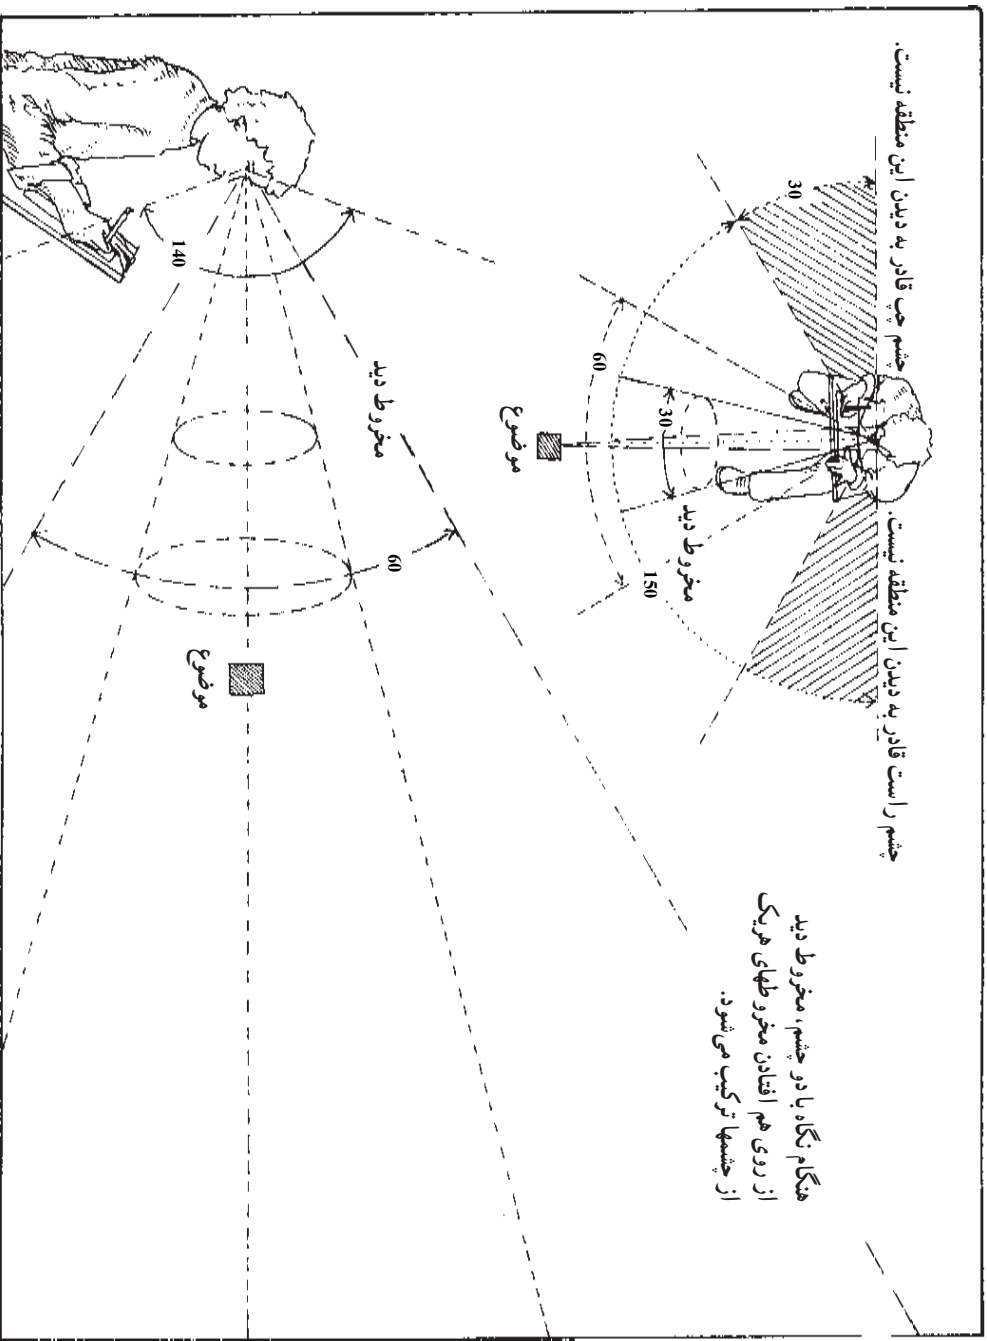 چشم چپ قادر به دیدن این منطقه نیست.
چشم راست قادر به دیدن این منطقه نیست.
30
60
30
150
مخروط دید
موضوع
هنگام نگاه با دو چشم، مخروط دید
از روی هم افتادن مخروطهای هریک
از چشمها ترکیب می‌شود.
140
مخروط دید
60
موضوع